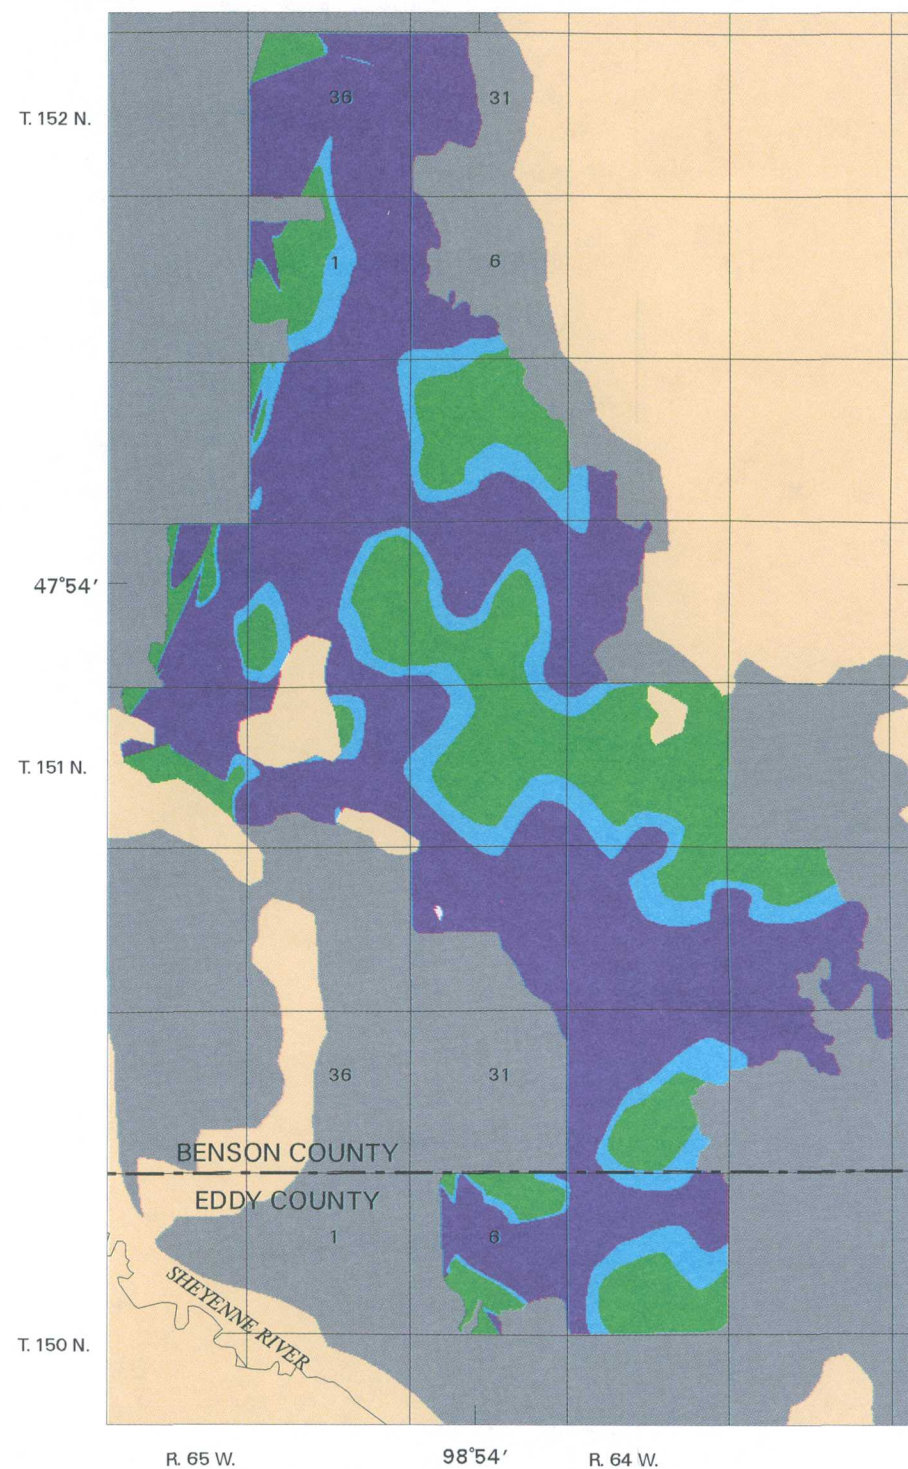 36
31
T. 152 N.
1
6
47°54′
T. 151 N.
36
31
BENSON COUNTY
EDDY COUNTY
1
6
SHEYENNE RIVER
T. 150 N.
R. 65 W.
98°54′
R. 64 W.